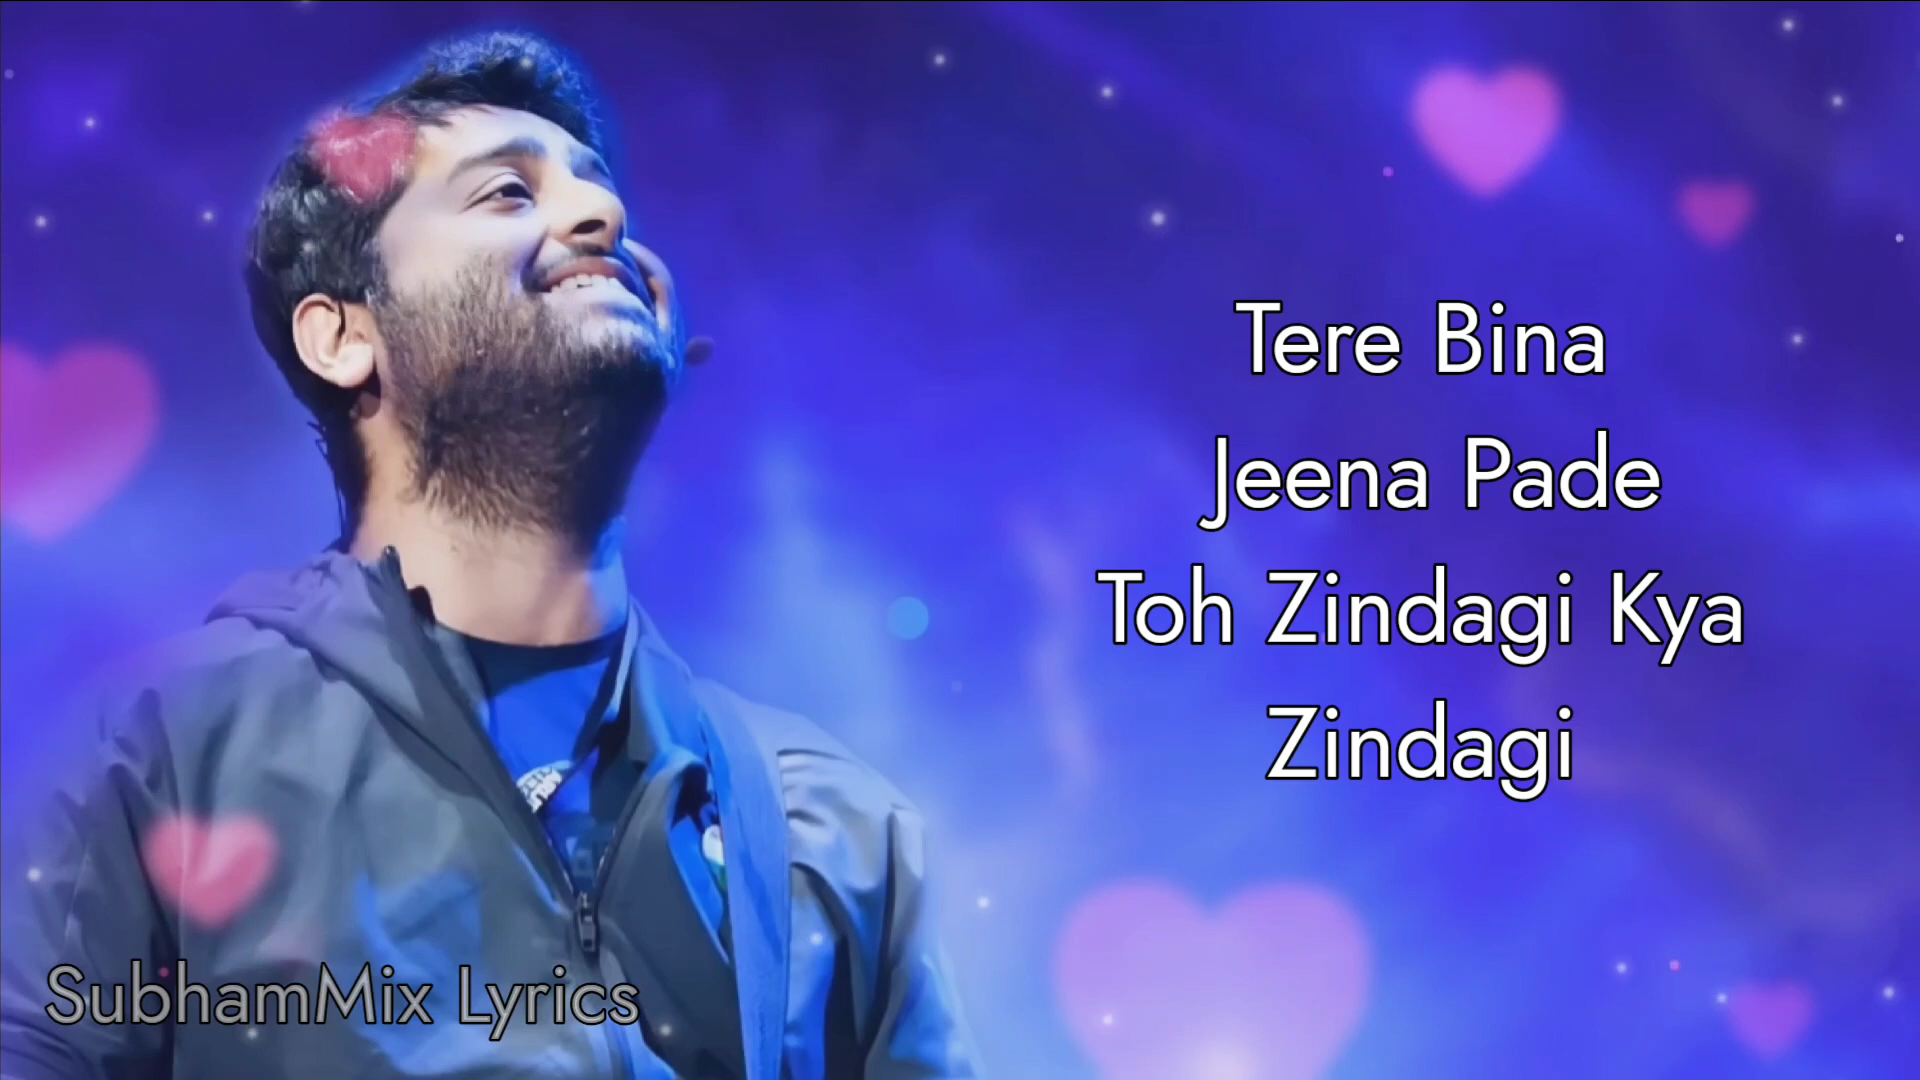 Tere Bina
Jeena Pade
Toh Zindagi Kya
Zindagi
SubhamMix Lyrics